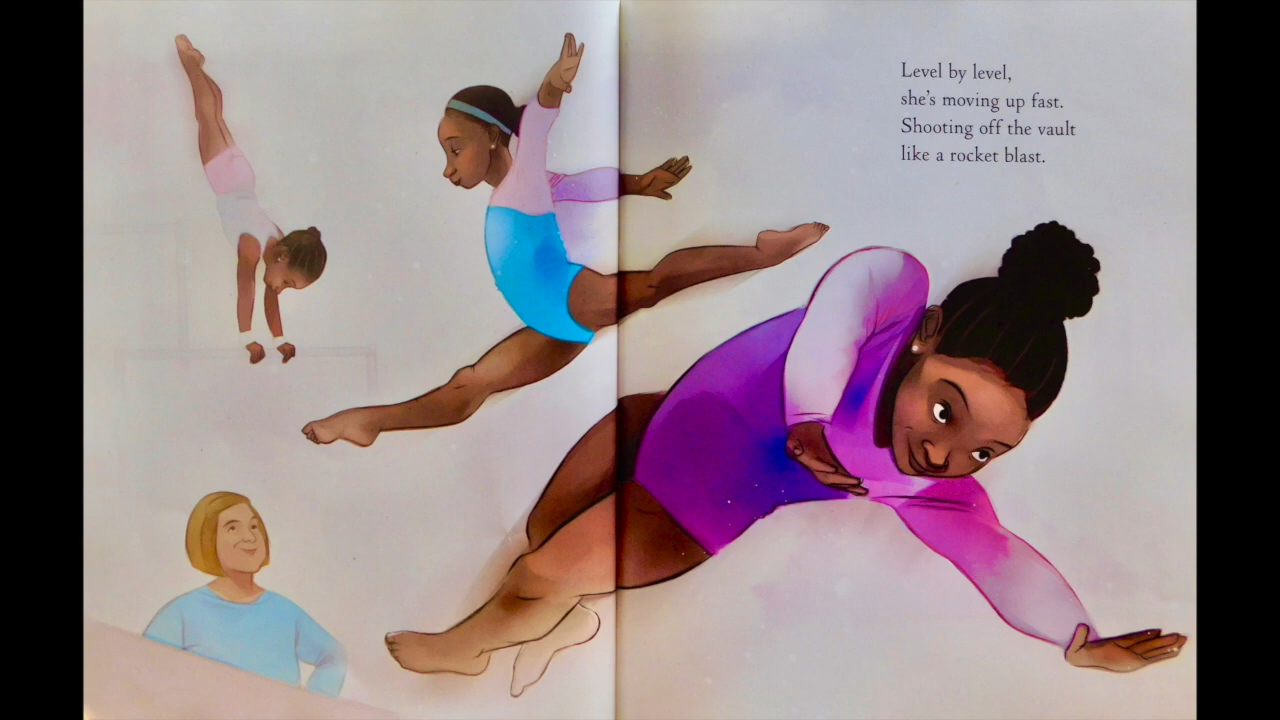 Level by level,
she's moving up fast.
Shooting off the vault
like a rocket blast.